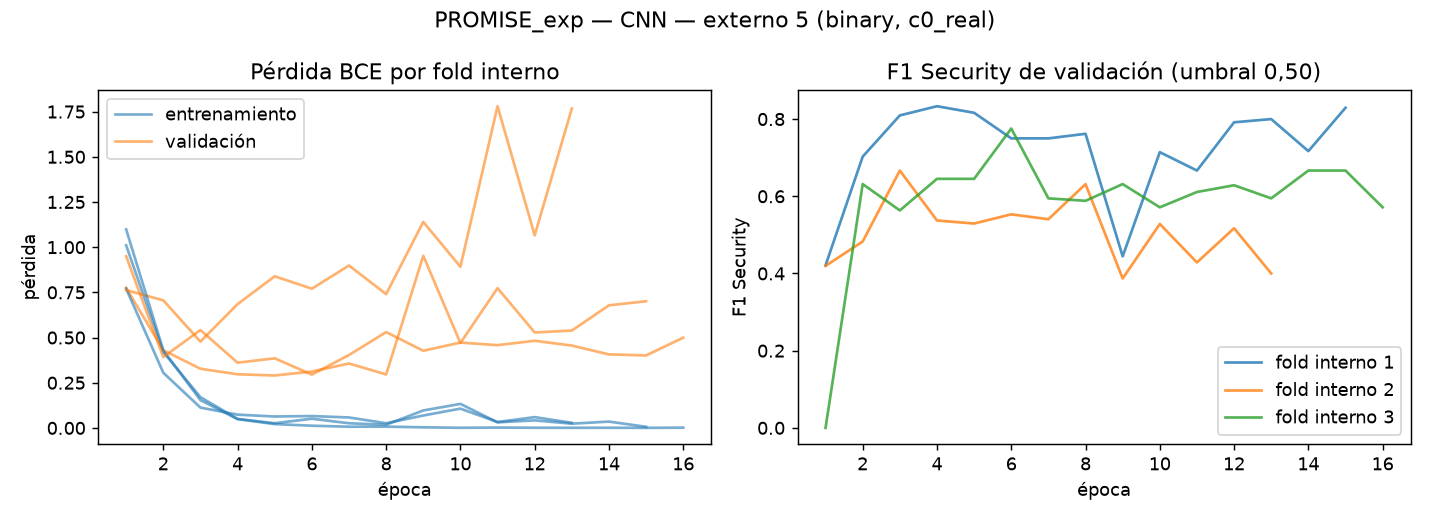 PROMISE_exp — CNN — externo 5 (binary, c0_real)
Pérdida BCE por fold interno
pérdida
1.75
1.50
1.25
1.00
0.75
0.50
0.25
0.00
entrenamiento
validación
2 4 6 8 10 12 14 16
época
F1 Security de validación (umbral 0,50)
F1 Security
0.8
0.6
0.4
0.2
0.0
fold interno 1
fold interno 2
fold interno 3
2 4 6 8 10 12 14 16
época